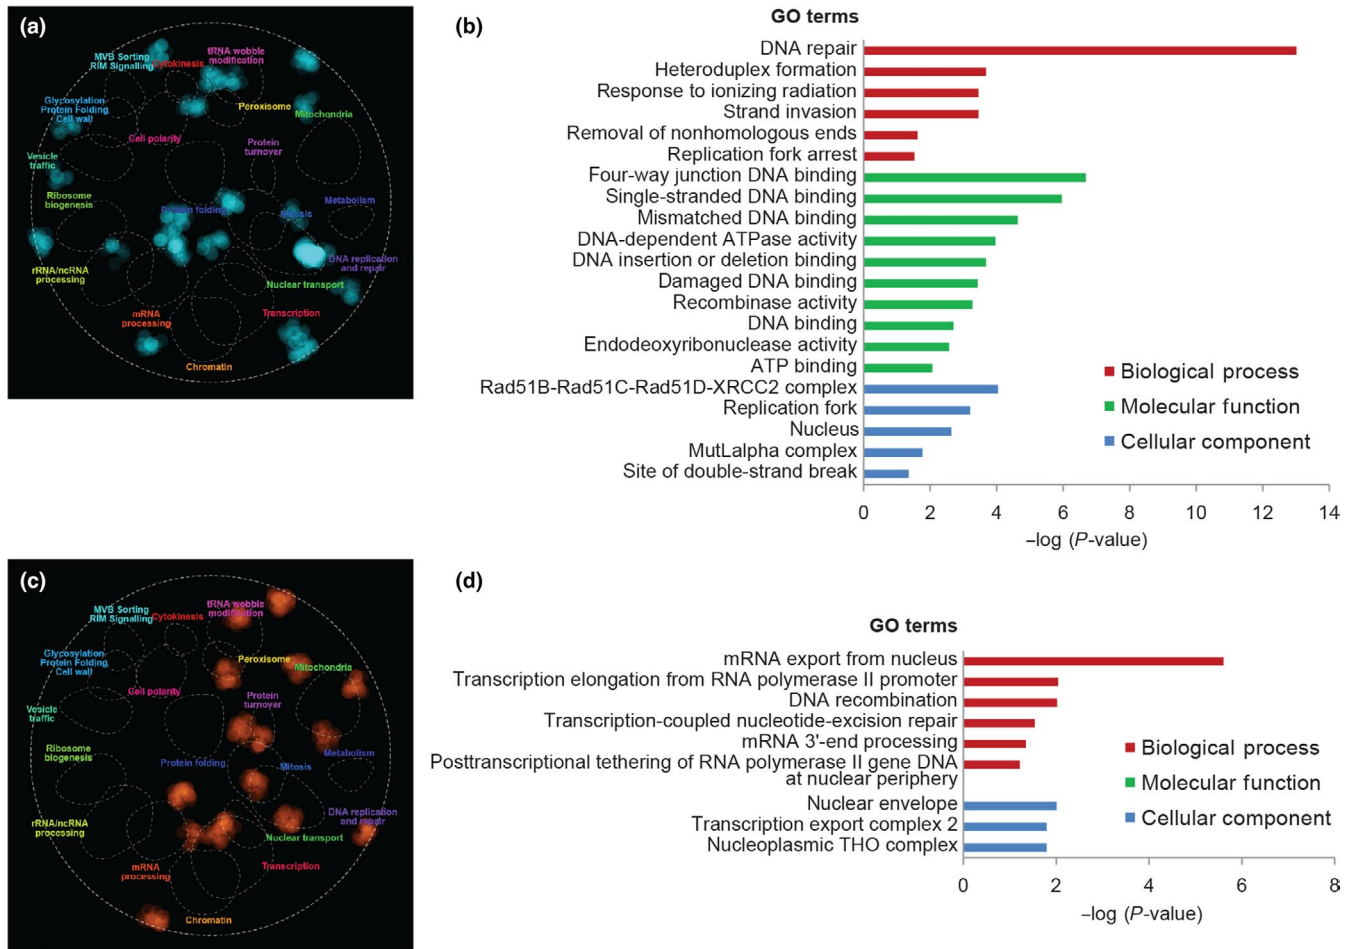 (a)
MVB Sorting
RIM Signalling
Cytokinesis
tRNA wobble
modification
Glycosylation
Protein Folding
Cell wall
Peroxisome
Mitochondria
Cell polarity
Protein
turnover
Vesicle
traffic
Ribosome
biogenesis
Metabolism
Protein folding
Mitosis
rRNA/ncRNA
processing
DNA replication
and repair
Nuclear transport
mRNA
processing
Transcription
Chromatin
(b)
GO terms
DNA repair
Heteroduplex formation
Response to ionizing radiation
Strand invasion
Removal of nonhomologous ends
Replication fork arrest
Four-way junction DNA binding
Single-stranded DNA binding
Mismatched DNA binding
DNA-dependent ATPase activity
DNA insertion or deletion binding
Damaged DNA binding
Recombinase activity
DNA binding
Endodeoxyribonuclease activity
ATP binding
Rad51B-Rad51C-Rad51D-XRCC2 complex
Replication fork
Nucleus
MutLalpha complex
Site of double-strand break
Biological process
Molecular function
Cellular component
0 2 4 6 8 10 12 14
–log (P-value)
(c)
MVB Sorting
RIM Signalling
Cytokinesis
tRNA wobble
modification
Glycosylation
Protein Folding
Cell wall
Peroxisome
Mitochondria
Cell polarity
Protein
turnover
Vesicle
traffic
Ribosome
biogenesis
Metabolism
Protein folding
Mitosis
rRNA/ncRNA
processing
DNA replication
and repair
Nuclear transport
mRNA
processing
Transcription
Chromatin
(d)
GO terms
mRNA export from nucleus
Transcription elongation from RNA polymerase II promoter
DNA recombination
Transcription-coupled nucleotide-excision repair
mRNA 3'-end processing
Posttranscriptional tethering of RNA polymerase II gene DNA
at nuclear periphery
Nuclear envelope
Transcription export complex 2
Nucleoplasmic THO complex
Biological process
Molecular function
Cellular component
0 2 4 6 8
–log (P-value)